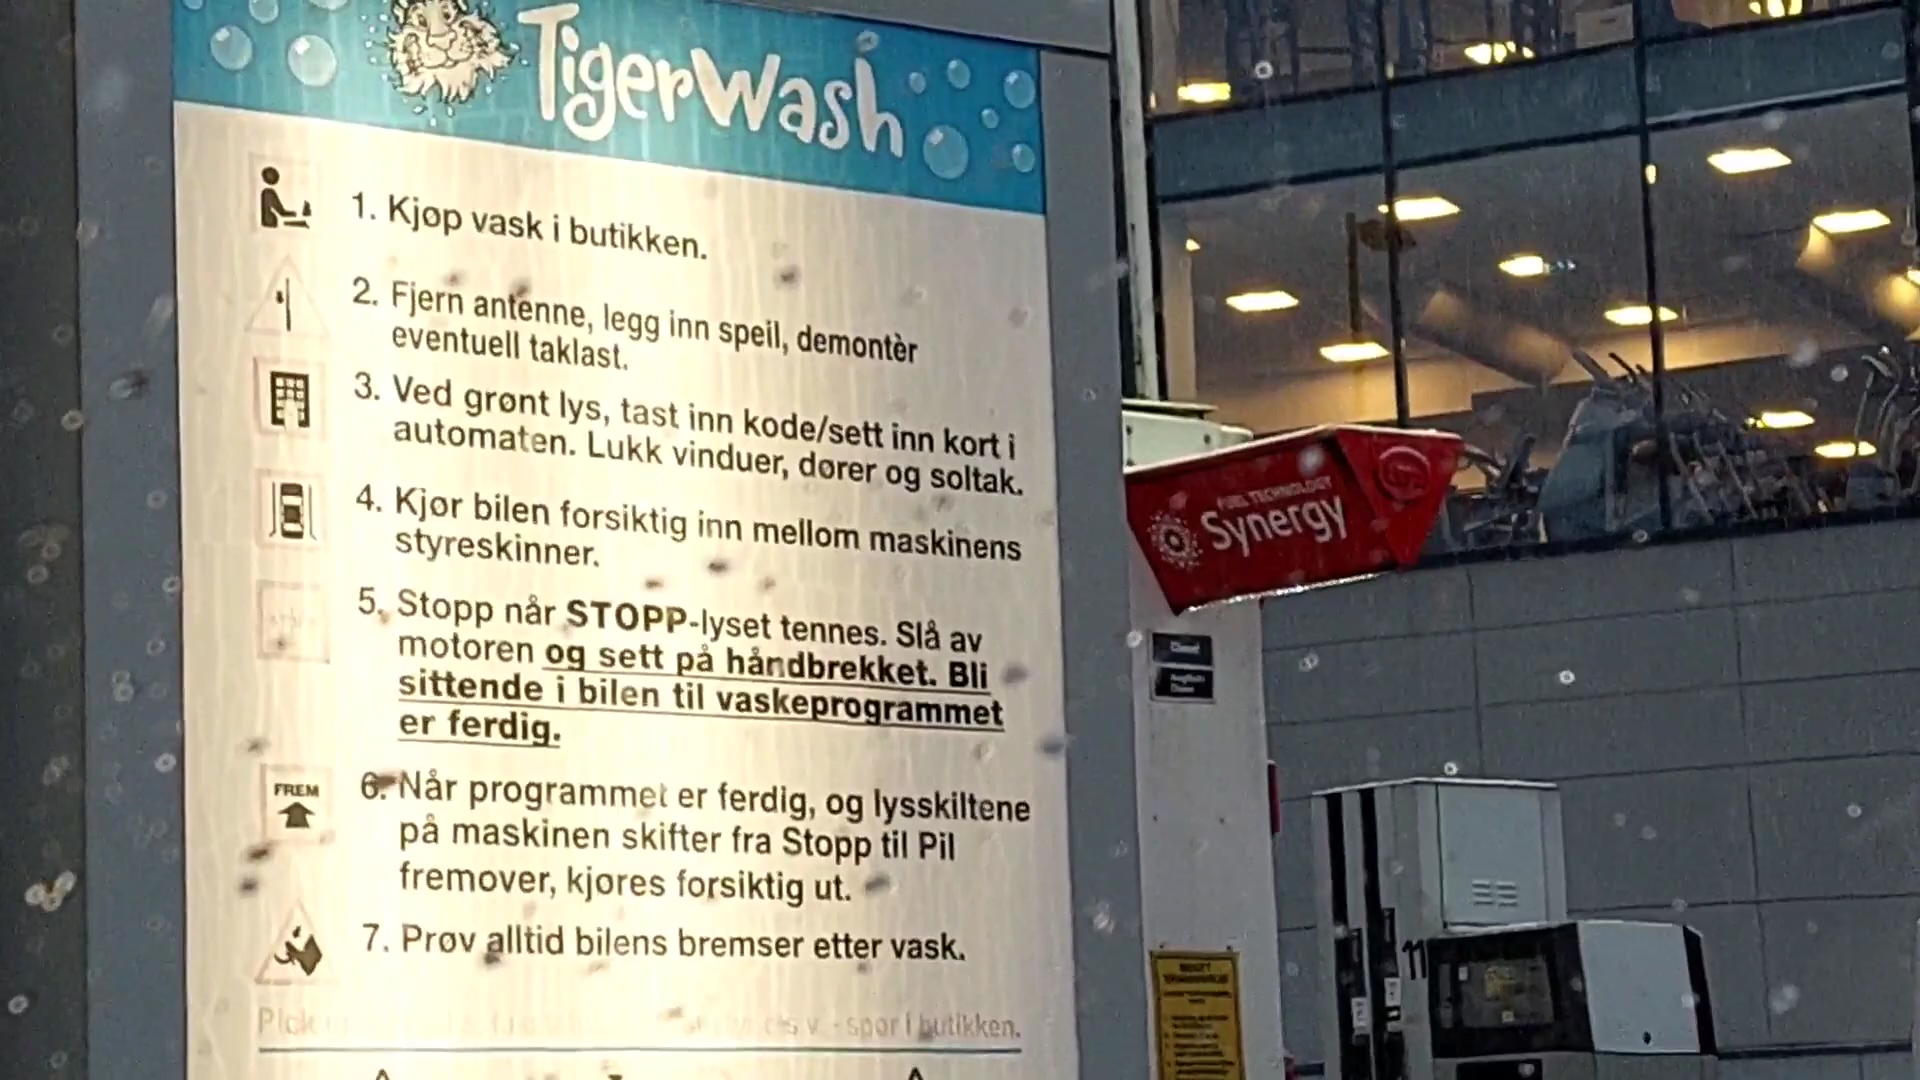 TigerWash
1. Kjøp vask i butikken.
2. Fjern antenne, legg inn speil, demontèr
eventuell taklast.
3. Ved grønt lys, tast inn kode/sett inn kort i
automaten. Lukk vinduer, dører og soltak.
4. Kjør bilen forsiktig inn mellom maskinens
styreskinner.
5. Stopp når STOPP-lyset tennes. Slå av
motoren og sett på håndbrekket. Bli
sittende i bilen til vaskeprogrammet
er ferdig.
FREM
6. Når programmet er ferdig, og lysskiltene
på maskinen skifter fra Stopp til Pil
fremover, kjøres forsiktig ut.
7. Prøv alltid bilens bremser etter vask.
spør i butikken.
FUEL TECHNOLOGY
Synergy
11